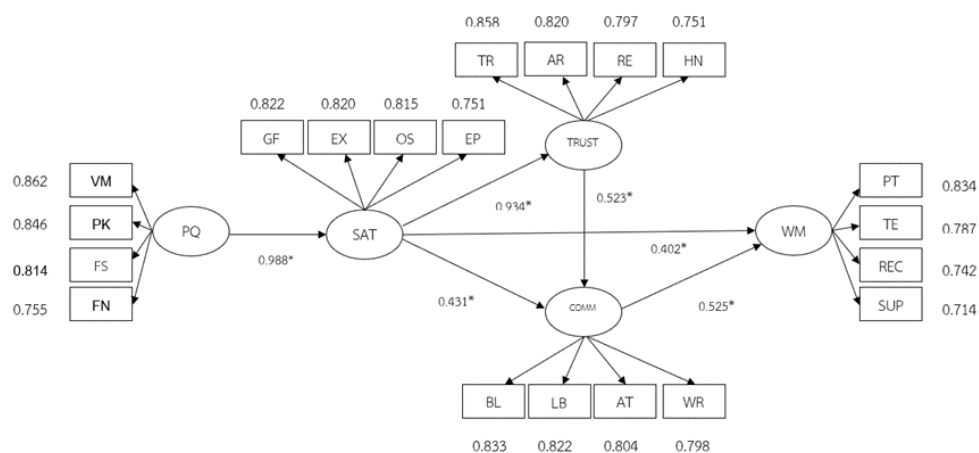 0.858 0.820 0.797 0.751
TR AR RE HN
0.822 0.820 0.815 0.751
GF EX OS EP
TRUST
0.862 VM
0.846 PK
0.814 FS
0.755 FN
PQ
0.988*
SAT
0.934*
0.523*
0.402*
0.431*
0.525*
COMM
WM
PT 0.834
TE 0.787
REC 0.742
SUP 0.714
BL LB AT WR
0.833 0.822 0.804 0.798